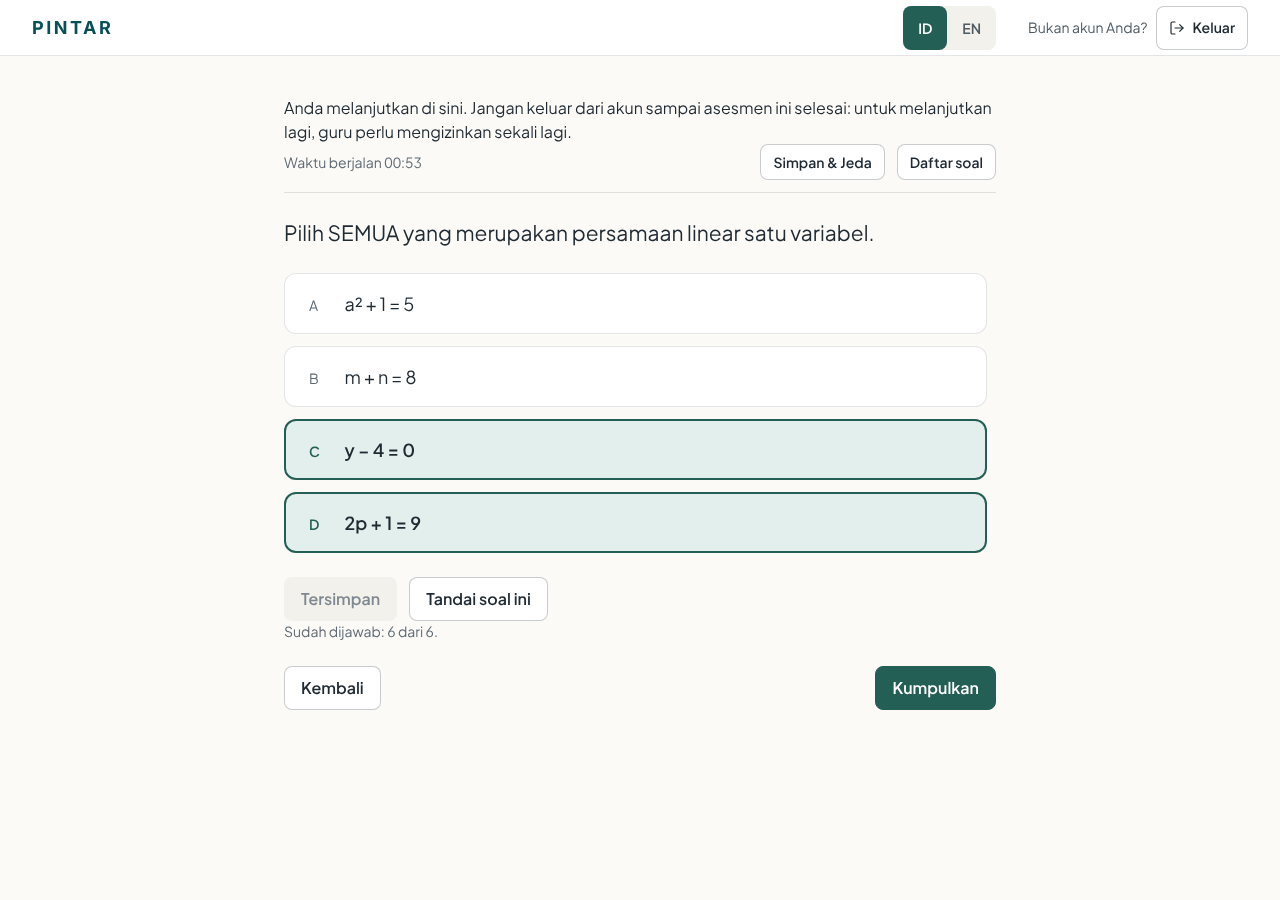 PINTAR
ID
EN
Bukan akun Anda?
Keluar
Anda melanjutkan di sini. Jangan keluar dari akun sampai asesmen ini selesai: untuk melanjutkan
lagi, guru perlu mengizinkan sekali lagi.
Waktu berjalan 00:53
Simpan & Jeda
Daftar soal
Pilih SEMUA yang merupakan persamaan linear satu variabel.
A a² + 1 = 5
B m + n = 8
C y − 4 = 0
D 2p + 1 = 9
Tersimpan
Tandai soal ini
Sudah dijawab: 6 dari 6.
Kembali
Kumpulkan